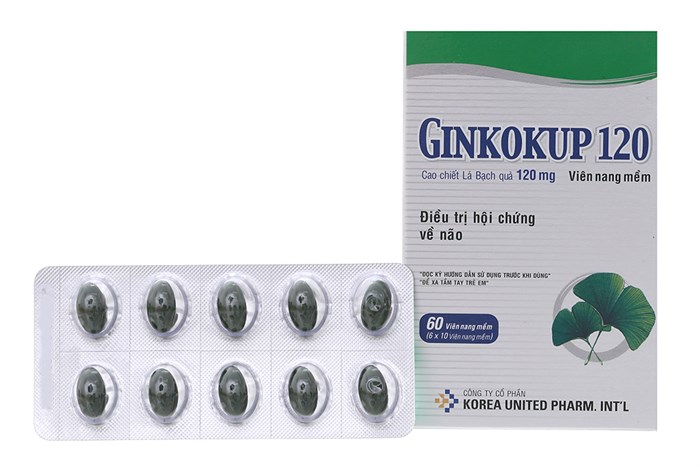 GINKOKUP 120
Cao chiết Lá Bạch quả 120 mg Viên nang mềm
Điều trị hội chứng
về não
"ĐỌC KỸ HƯỚNG DẪN SỬ DỤNG TRƯỚC KHI DÙNG"
"ĐỂ XA TẦM TAY TRẺ EM"
60 Viên nang mềm
(6 x 10 Viên nang mềm)
CÔNG TY CỔ PHẦN
KOREA UNITED PHARM. INT'L